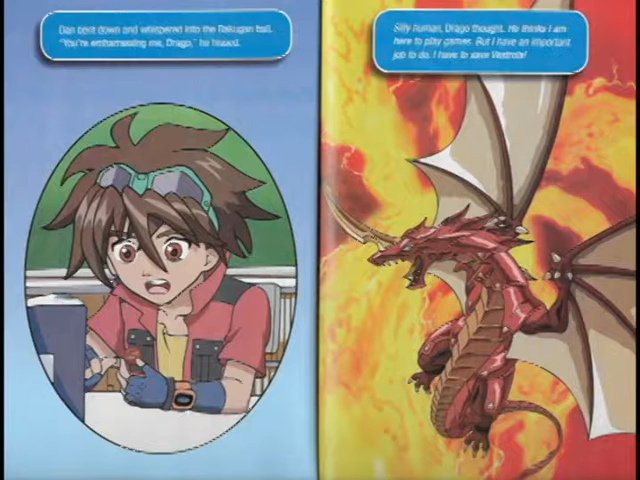 Dan bent down and whispered into the Bakugan ball.
"You're embarrassing me, Drago," he hissed.
Silly human, Drago thought. He thinks I am
here to play games. But I have an important
job to do. I have to save Vestroia!